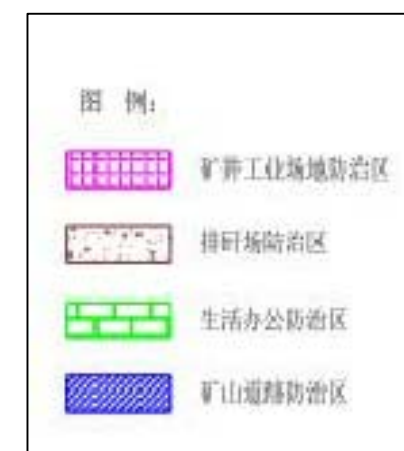 图 例：
矿井工业场地防治区
排矸场防治区
生活办公防治区
矿山道路防治区